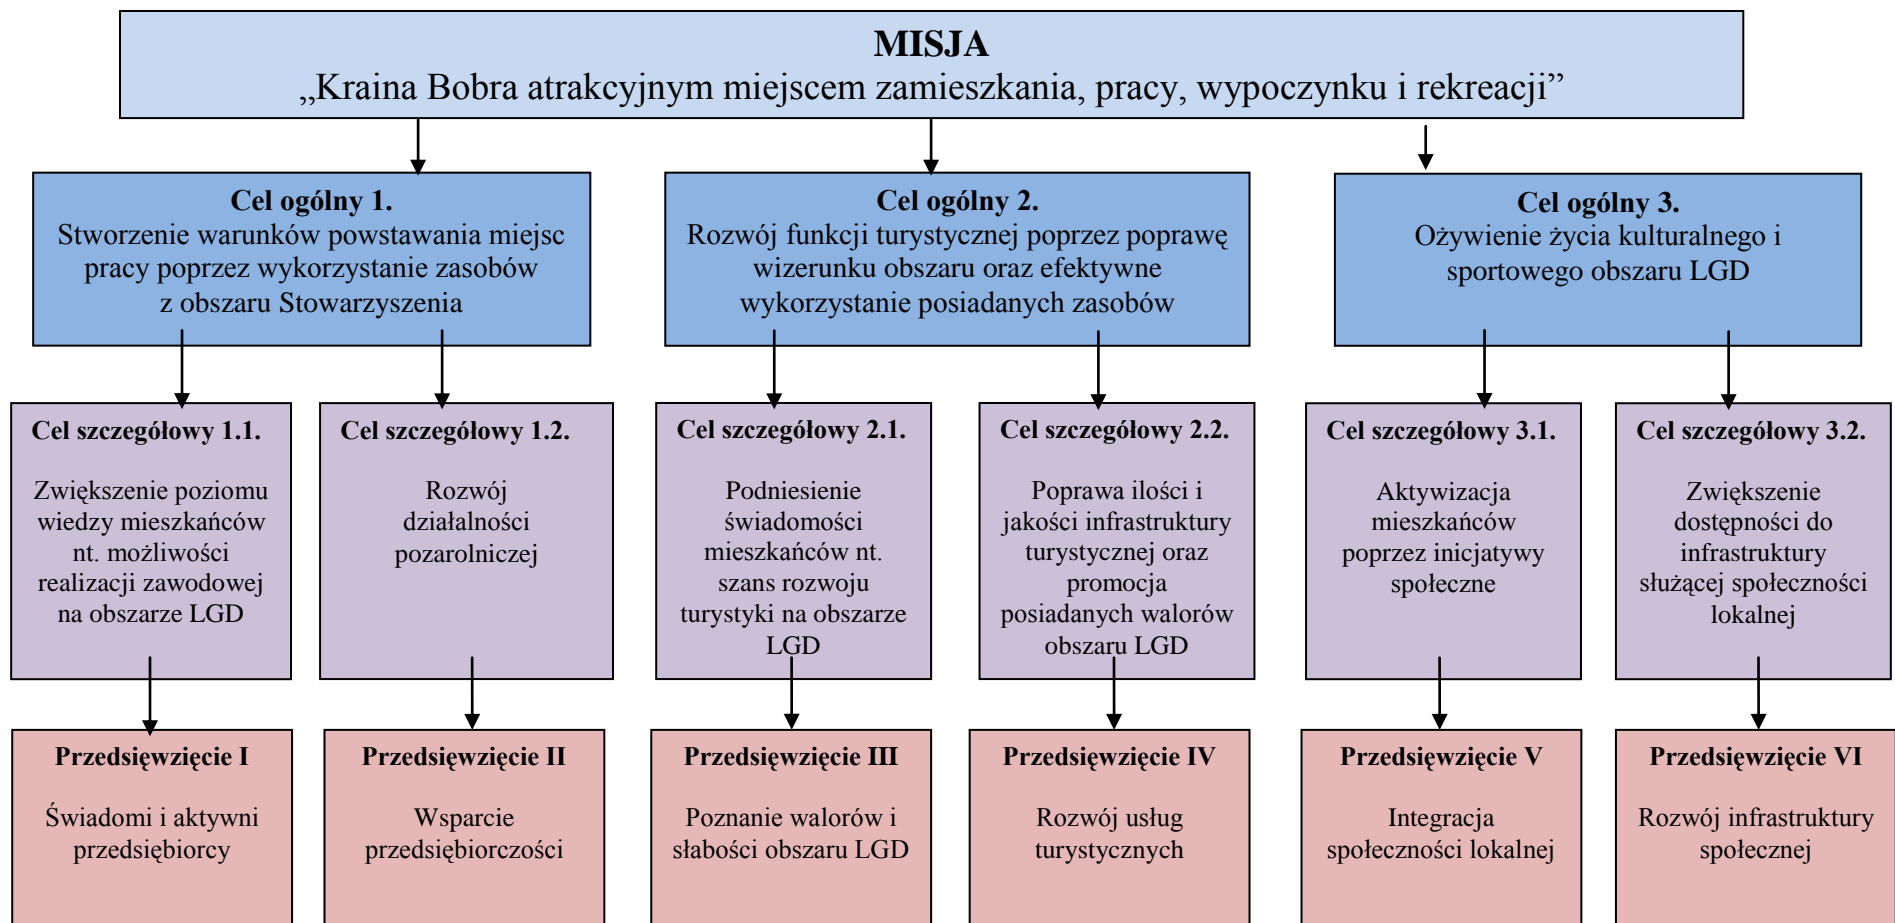 MISJA
„Kraina Bobra atrakcyjnym miejscem zamieszkania, pracy, wypoczynku i rekreacji”
Cel ogólny 1.
Stworzenie warunków powstawania miejsc
pracy poprzez wykorzystanie zasobów
z obszaru Stowarzyszenia
Cel ogólny 2.
Rozwój funkcji turystycznej poprzez poprawę
wizerunku obszaru oraz efektywne
wykorzystanie posiadanych zasobów
Cel ogólny 3.
Ożywienie życia kulturalnego i
sportowego obszaru LGD
Cel szczegółowy 1.1.
Zwiększenie poziomu
wiedzy mieszkańców
nt. możliwości
realizacji zawodowej
na obszarze LGD
Cel szczegółowy 1.2.
Rozwój
działalności
pozarolniczej
Cel szczegółowy 2.1.
Podniesienie
świadomości
mieszkańców nt.
szans rozwoju
turystyki na obszarze
LGD
Cel szczegółowy 2.2.
Poprawa ilości i
jakości infrastruktury
turystycznej oraz
promocja
posiadanych walorów
obszaru LGD
Cel szczegółowy 3.1.
Aktywizacja
mieszkańców
poprzez inicjatywy
społeczne
Cel szczegółowy 3.2.
Zwiększenie
dostępności do
infrastruktury
służącej społeczności
lokalnej
Przedsięwzięcie I
Świadomi i aktywni
przedsiębiorcy
Przedsięwzięcie II
Wsparcie
przedsiębiorczości
Przedsięwzięcie III
Poznanie walorów i
słabości obszaru LGD
Przedsięwzięcie IV
Rozwój usług
turystycznych
Przedsięwzięcie V
Integracja
społeczności lokalnej
Przedsięwzięcie VI
Rozwój infrastruktury
społecznej